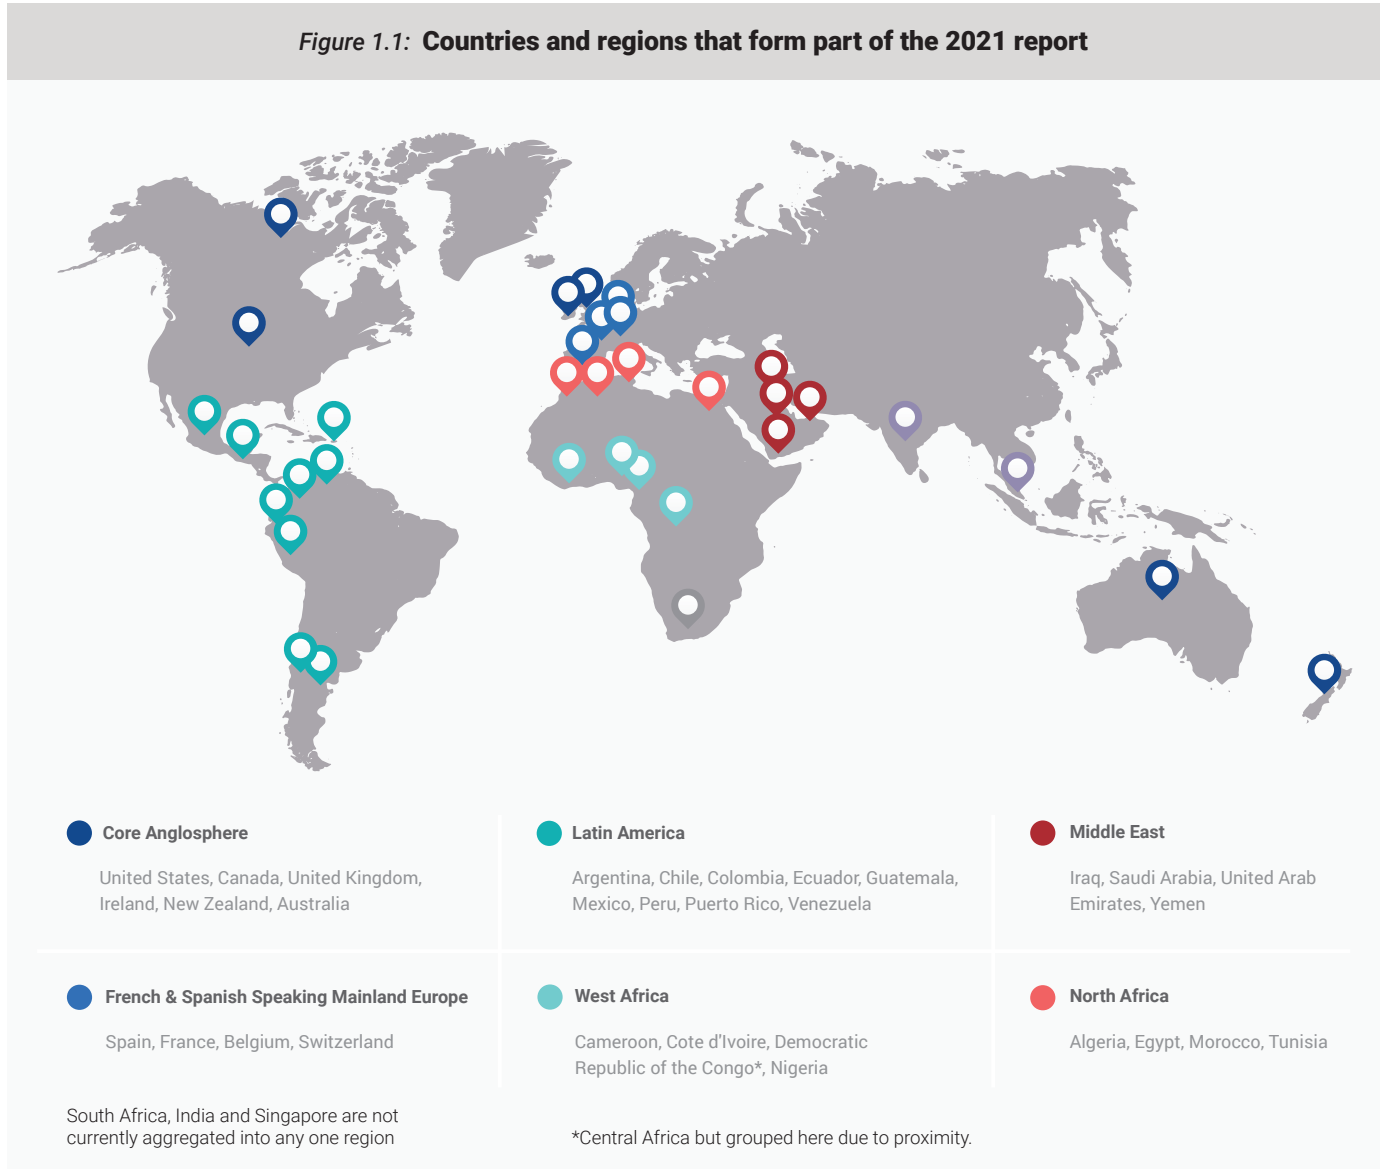 Figure 1.1: Countries and regions that form part of the 2021 report
Core Anglosphere
United States, Canada, United Kingdom,
Ireland, New Zealand, Australia
Latin America
Argentina, Chile, Colombia, Ecuador, Guatemala,
Mexico, Peru, Puerto Rico, Venezuela
Middle East
Iraq, Saudi Arabia, United Arab
Emirates, Yemen
French & Spanish Speaking Mainland Europe
Spain, France, Belgium, Switzerland
West Africa
Cameroon, Cote d'Ivoire, Democratic
Republic of the Congo*, Nigeria
North Africa
Algeria, Egypt, Morocco, Tunisia
South Africa, India and Singapore are not
currently aggregated into any one region
*Central Africa but grouped here due to proximity.